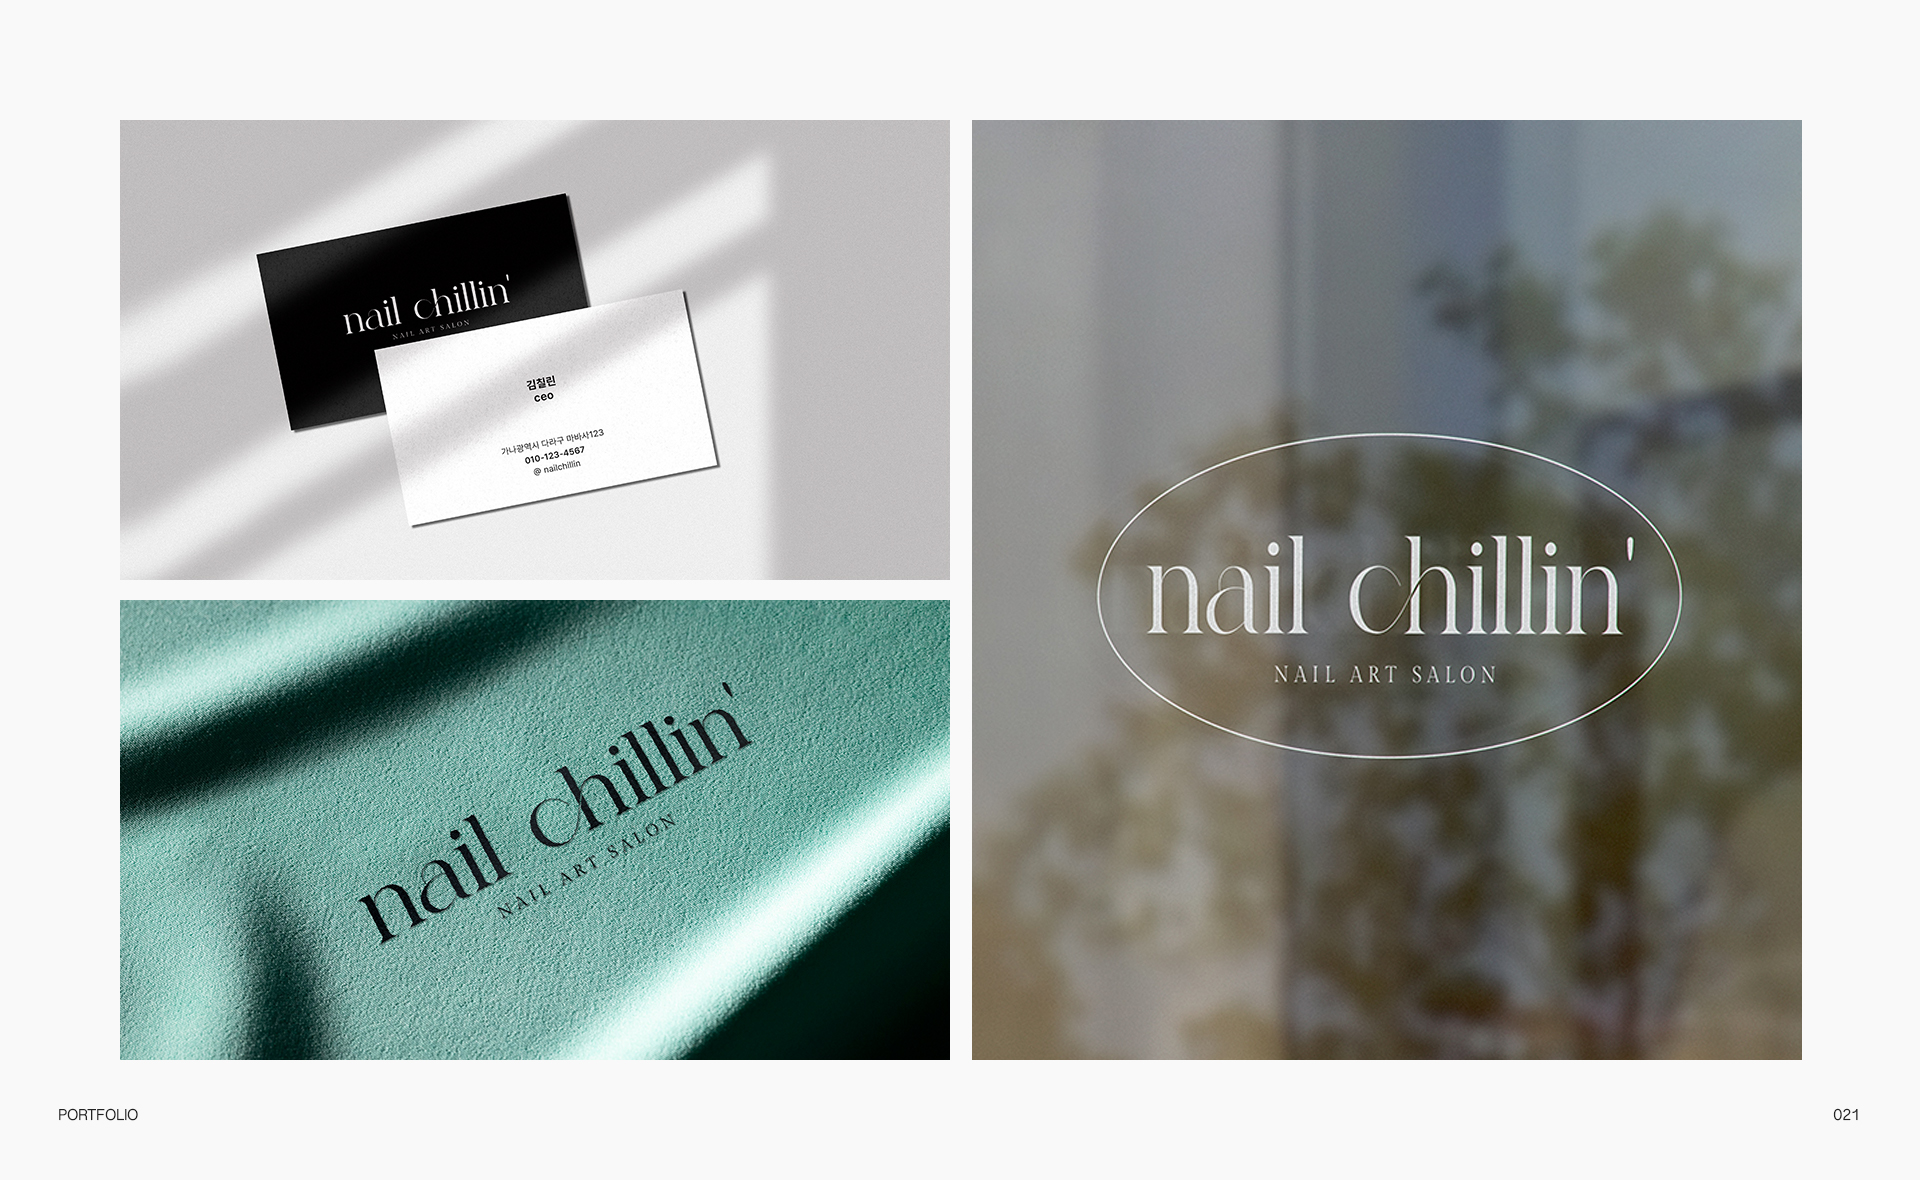 nail chillin'
NAIL ART SALON
김칠린
ceo
가나광역시 다라구 마바사123
010-123-4567
@ nailchillin
nail chillin'
NAIL ART SALON
nail chillin'
NAIL ART SALON
PORTFOLIO
021